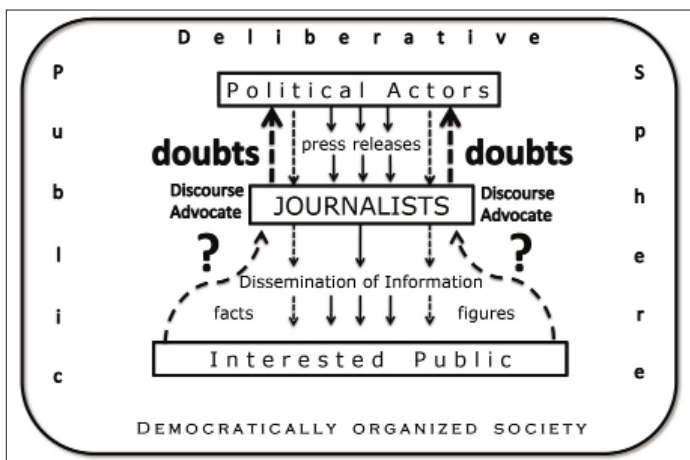 Deliberative
Public
Sphere
Political Actors
press releases
doubts
doubts
Discourse
Advocate
JOURNALISTS
Discourse
Advocate
?
?
Dissemination of Information
facts
figures
Interested Public
DEMOCRATICALLY ORGANIZED SOCIETY